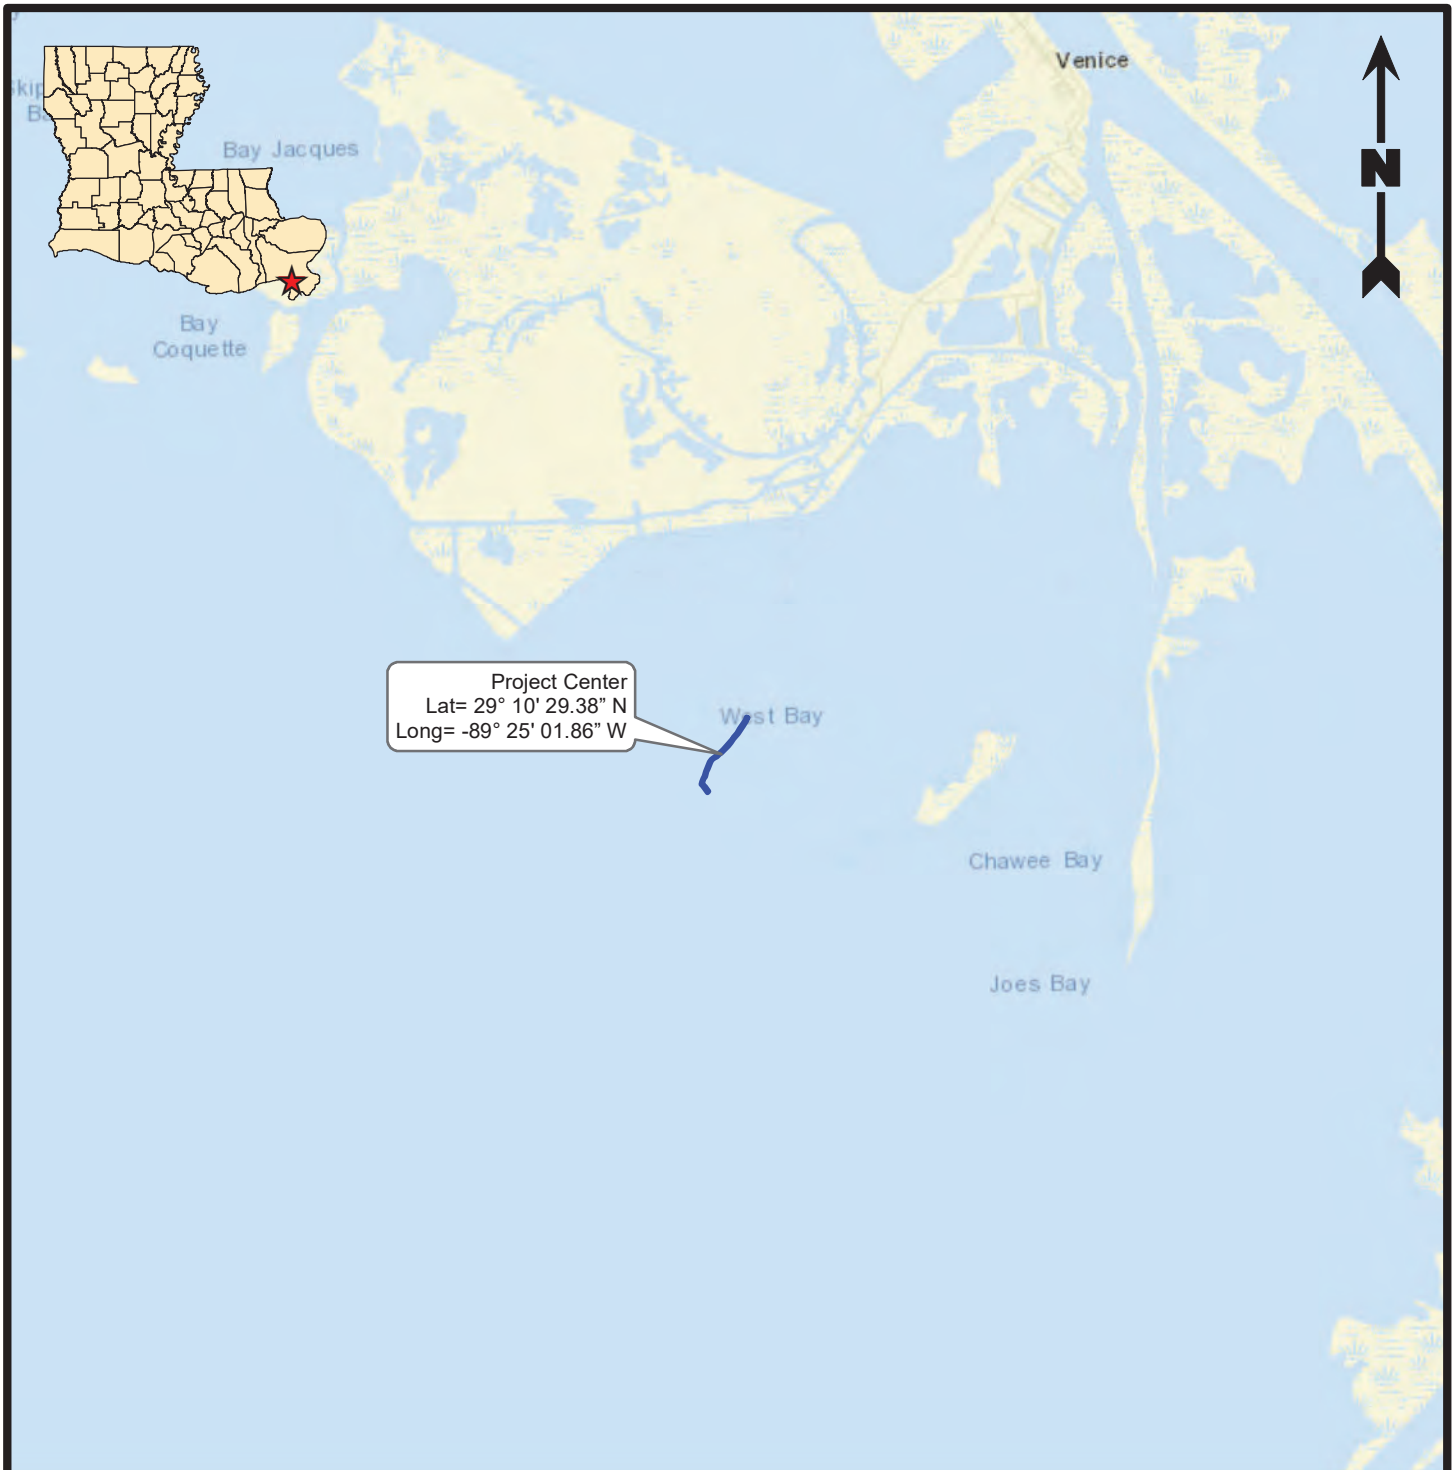 Venice
Bay Jacques
N
Bay
Coquette
Project Center
Lat= 29° 10' 29.38” N
Long= -89° 25' 01.86” W
West Bay
Chawee Bay
Joes Bay